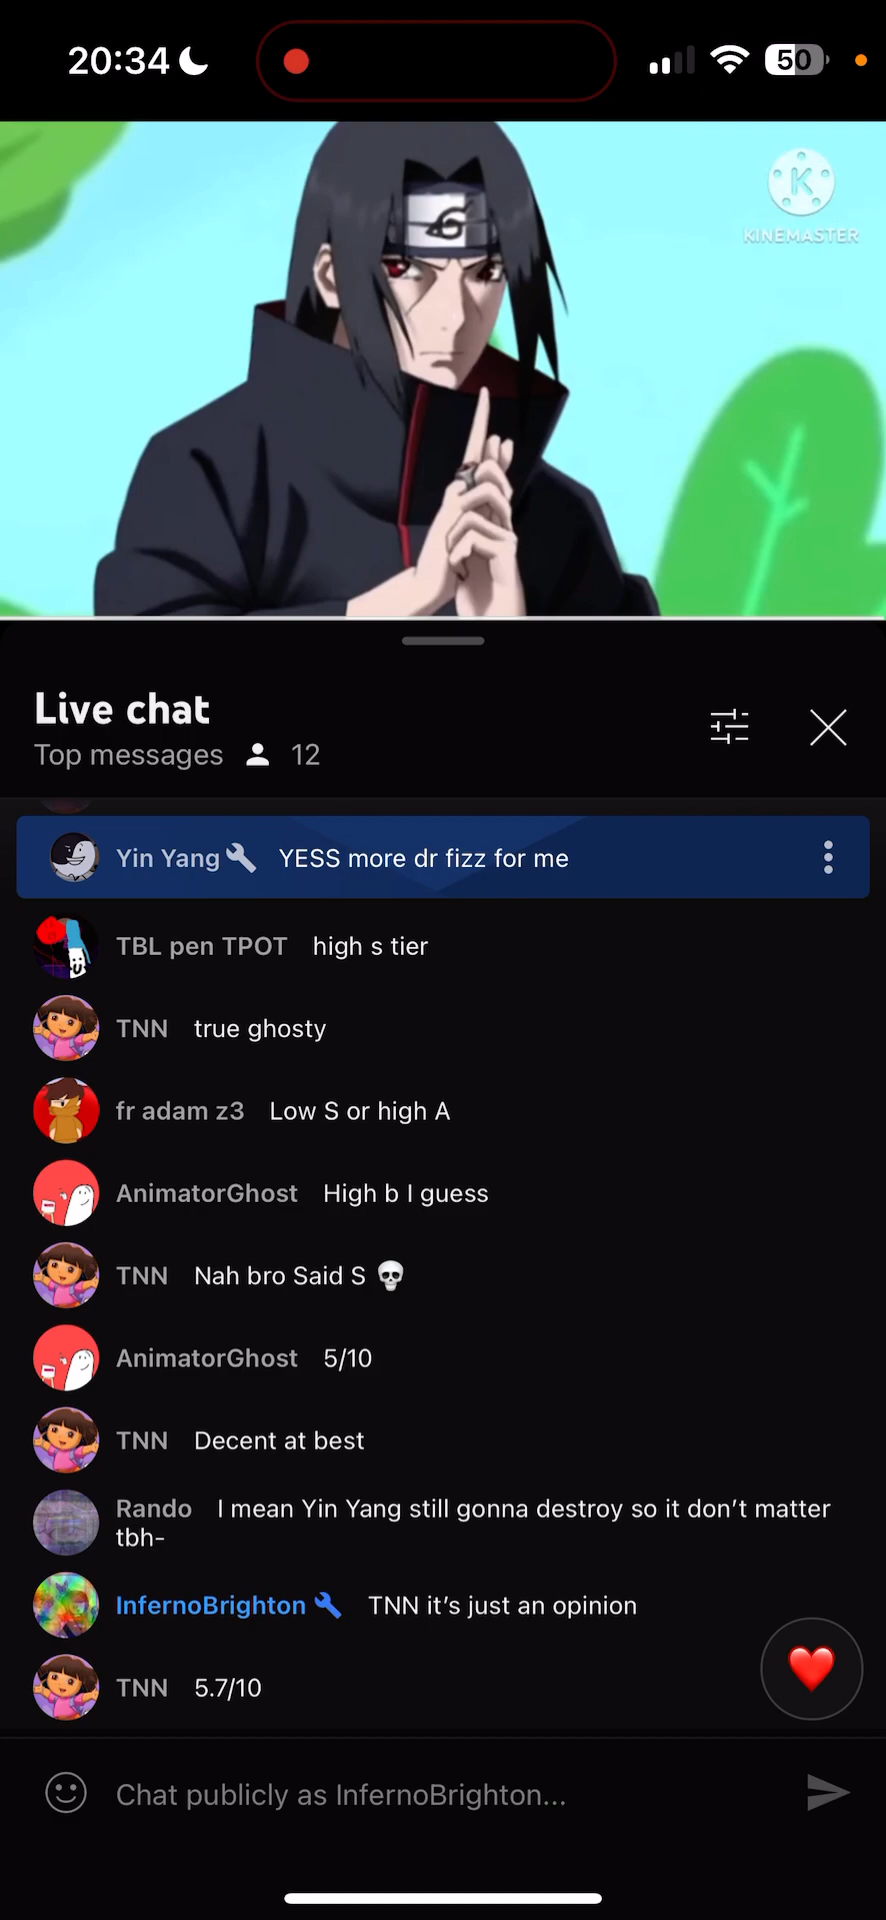 20:34
50
K
KINEMASTER
Live chat
Top messages 12
Yin Yang YESS more dr fizz for me
TBL pen TPOT high s tier
TNN true ghosty
fr adam z3 Low S or high A
AnimatorGhost High b I guess
TNN Nah bro Said S 💀
AnimatorGhost 5/10
TNN Decent at best
Rando I mean Yin Yang still gonna destroy so it don’t matter
tbh-
InfernoBrighton TNN it’s just an opinion
TNN 5.7/10
Chat publicly as InfernoBrighton...